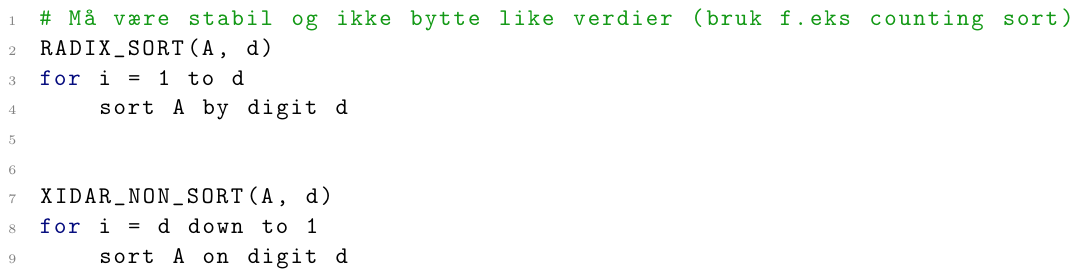 1 # Må være stabil og ikke bytte like verdier (bruk f.eks counting sort)
2 RADIX_SORT(A, d)
3 for i = 1 to d
4     sort A by digit d
5
6
7 XIDAR_NON_SORT(A, d)
8 for i = d down to 1
9     sort A on digit d